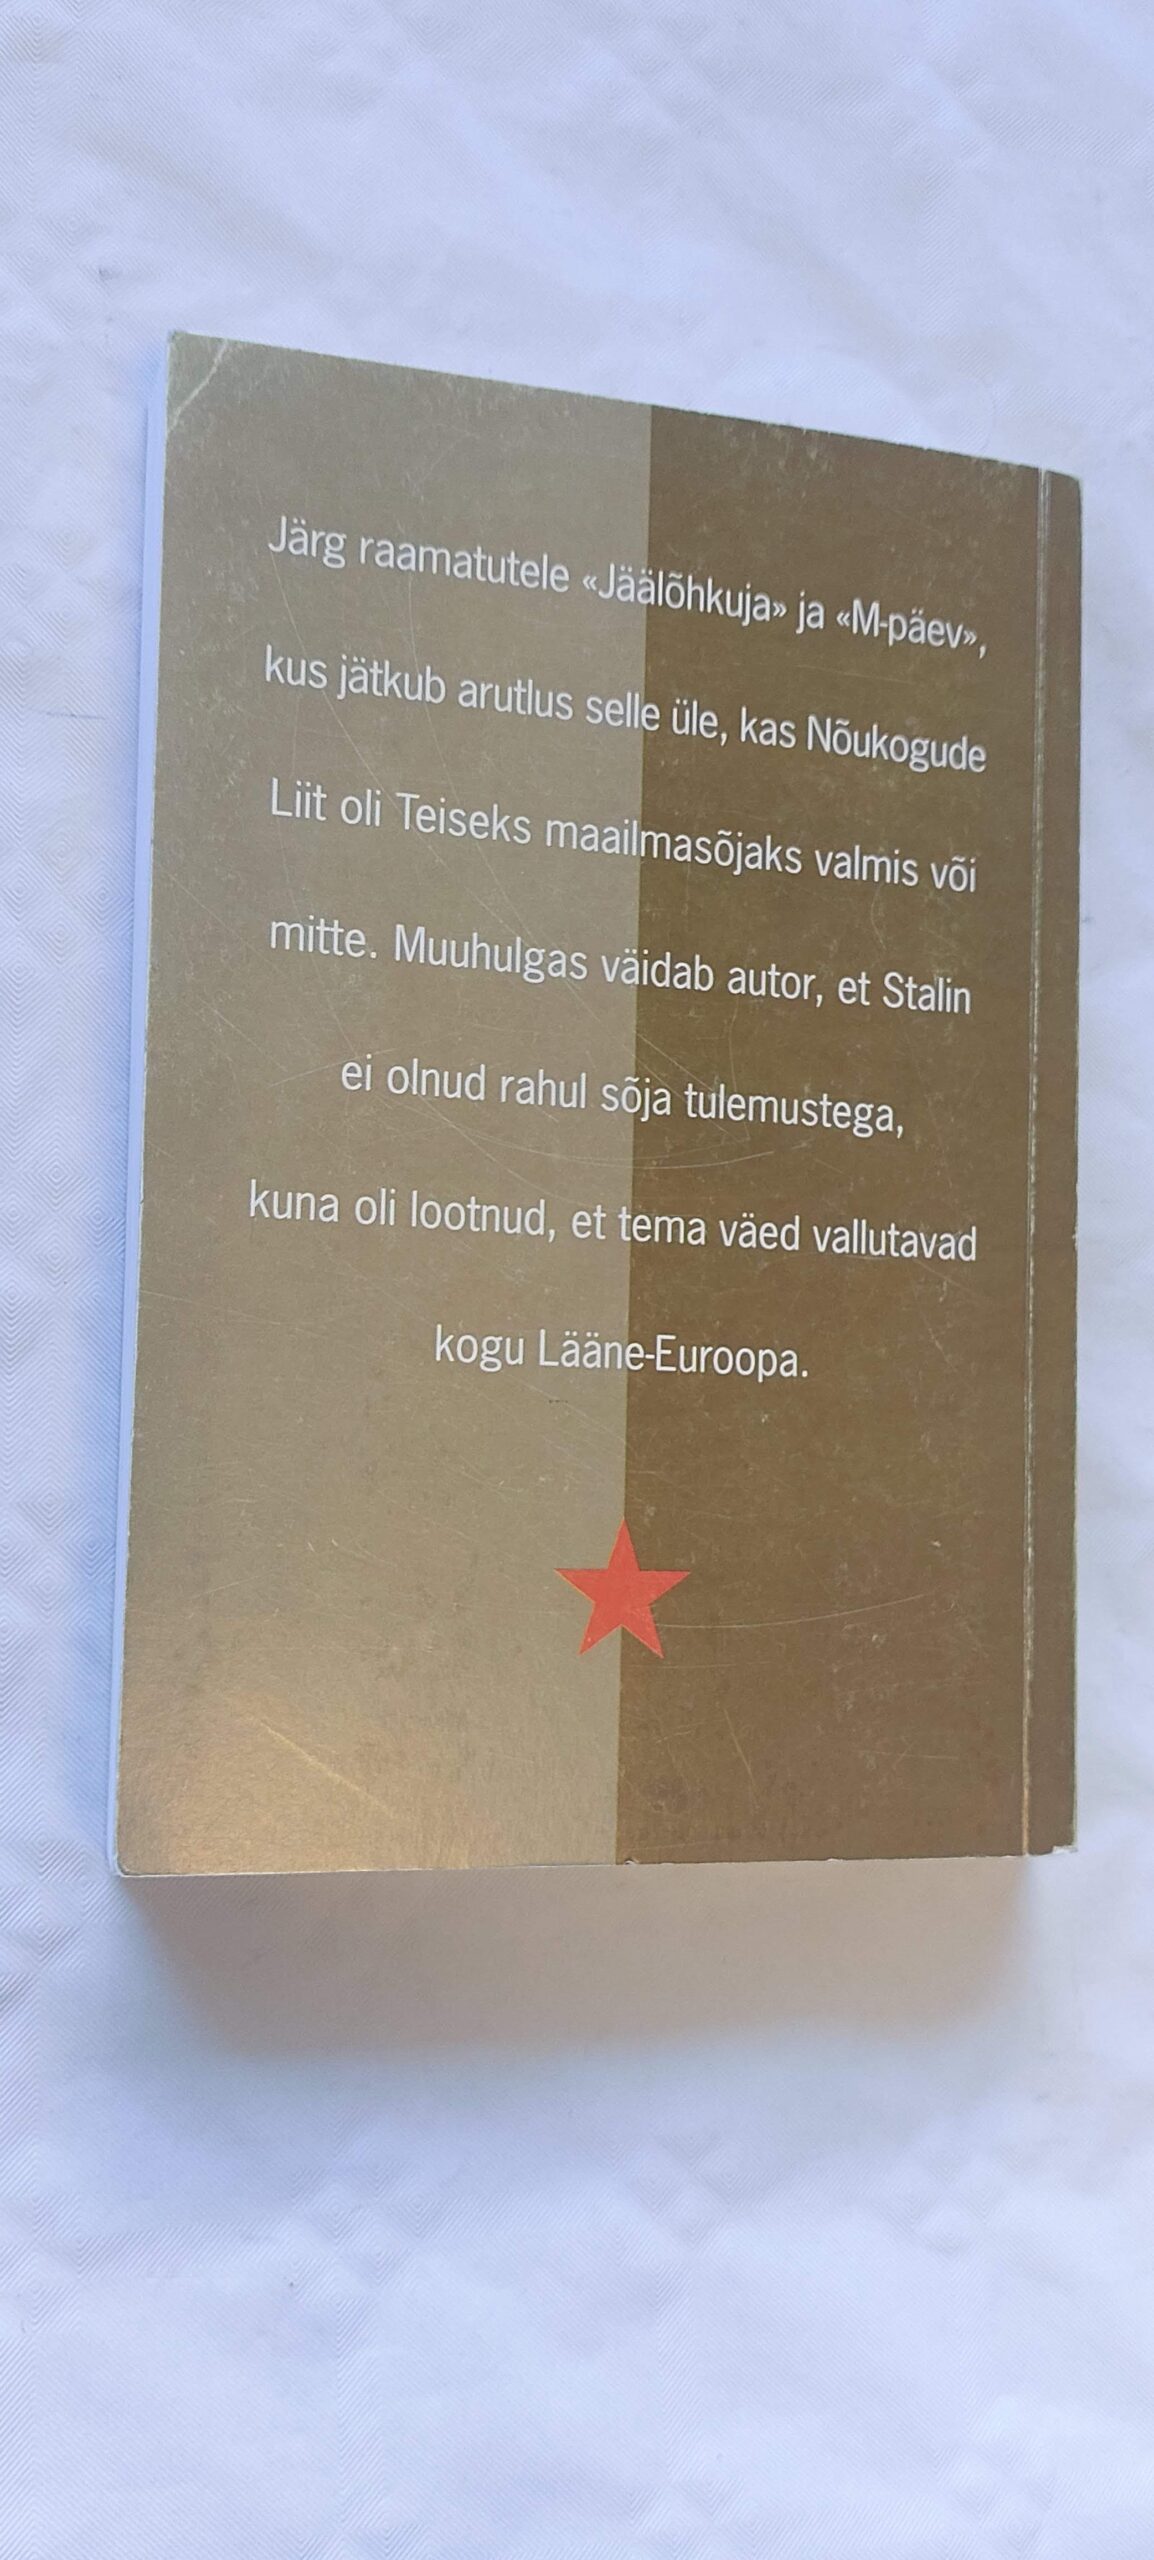 Järg raamatutele «Jäälõhkuja» ja «M-päev»,
kus jätkub arutlus selle üle, kas Nõukogude
Liit oli Teiseks maailmasõjaks valmis või
mitte. Muuhulgas väidab autor, et Stalin
ei olnud rahul sõja tulemustega,
kuna oli lootnud, et tema väed vallutavad
kogu Lääne-Euroopa.